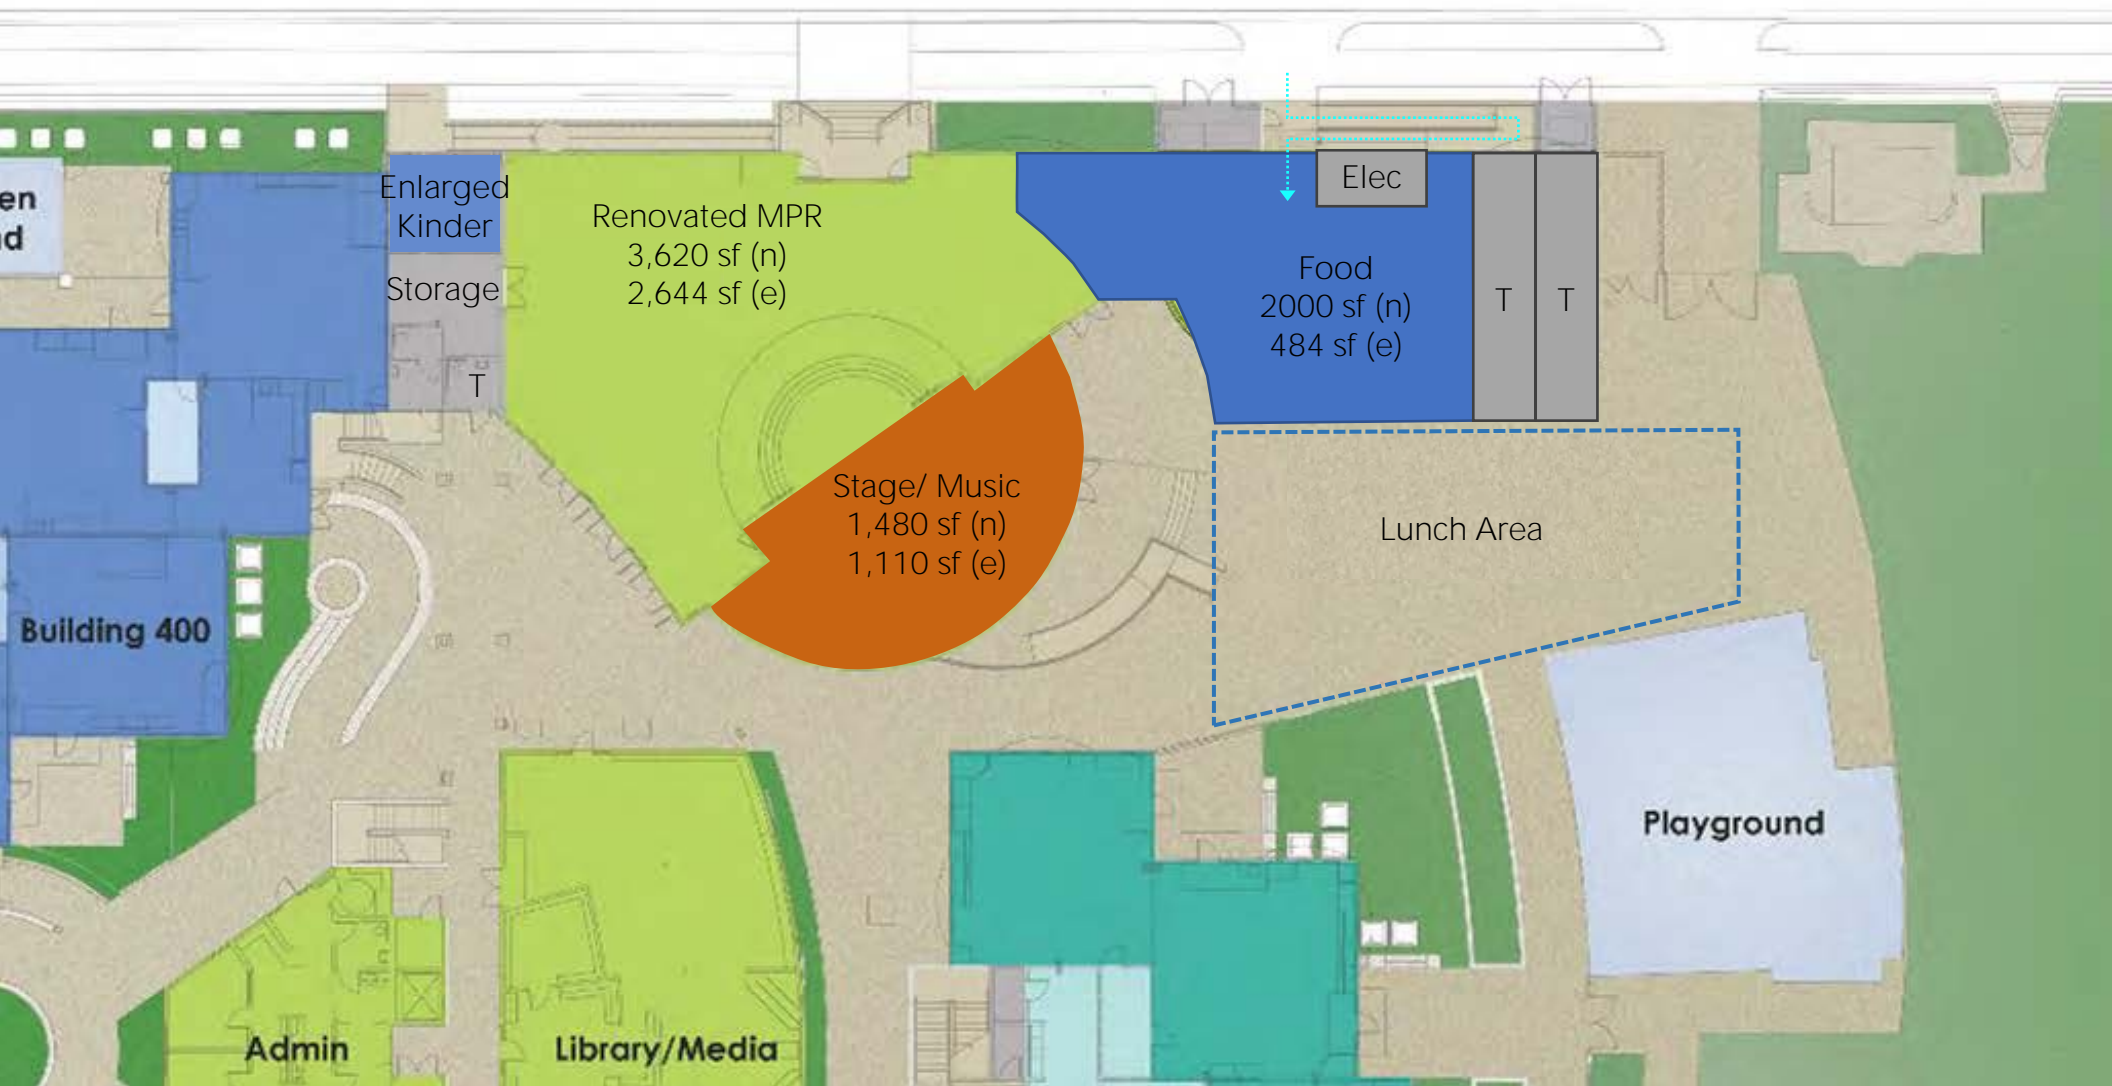 en
d
Enlarged
Kinder
Storage
T
Renovated MPR
3,620 sf (n)
2,644 sf (e)
Elec
Food
2000 sf (n)
484 sf (e)
T
T
Stage/ Music
1,480 sf (n)
1,110 sf (e)
Lunch Area
Building 400
Playground
Admin
Library/Media